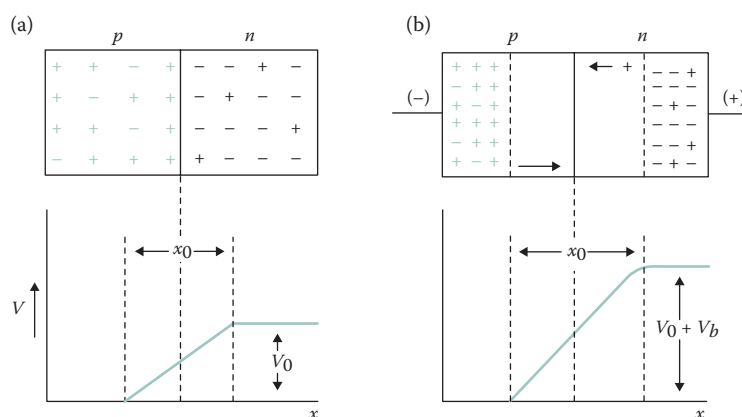 (a)
p n
+ + − + − − + −
+ − + + − + − −
+ + − + − − − +
− + + + + − − −
x0
V
V0
x
(b)
p n
(−)
(+)
+ + +
− + +
+ + +
+ + +
− + +
− + +
+
− − +
− −
− + −
− −
− − +
− + −
x0
V0 + Vb
x